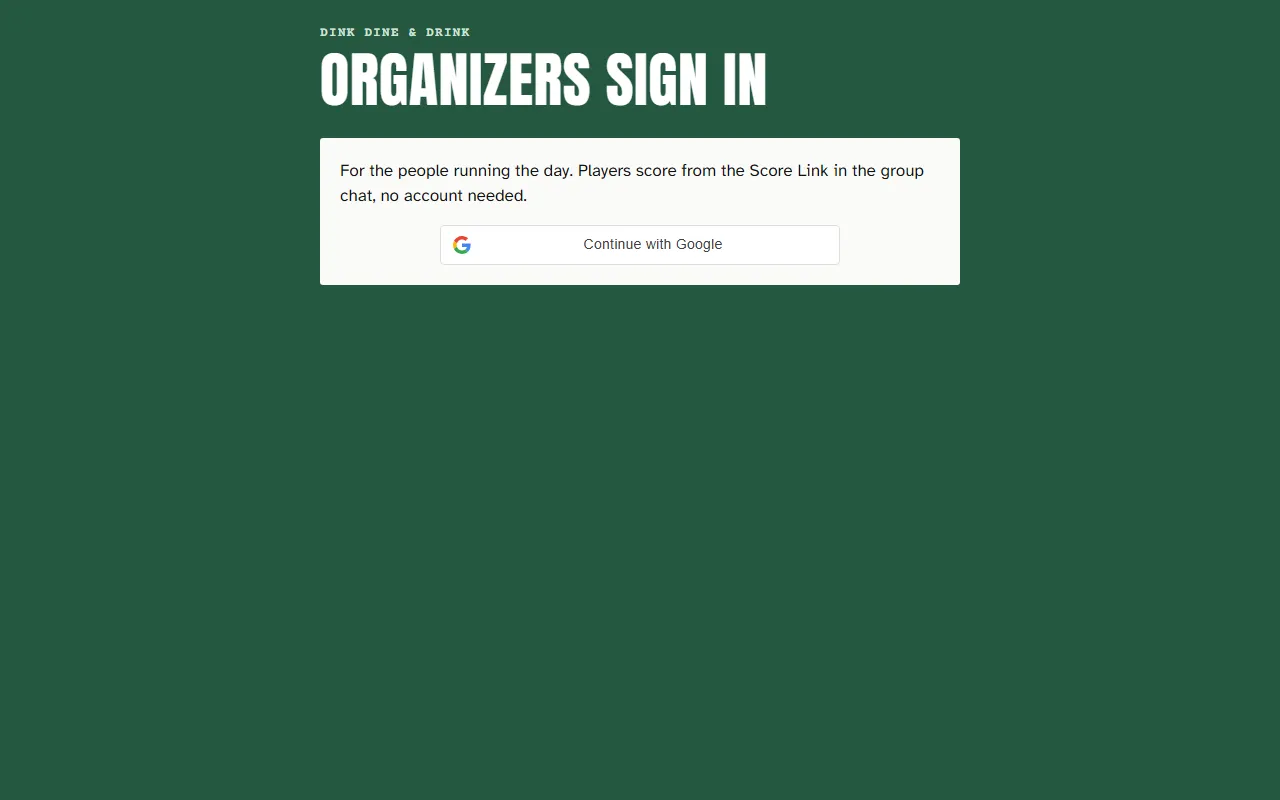 DINK DINE & DRINK
ORGANIZERS SIGN IN
For the people running the day. Players score from the Score Link in the group
chat, no account needed.
Continue with Google